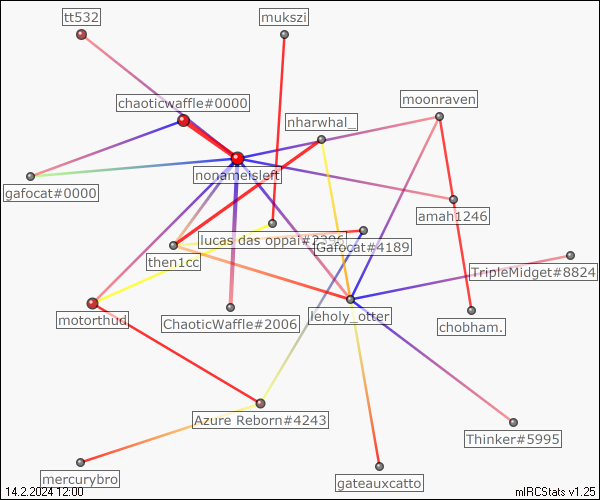 tt532
mukszi
chaoticwaffle#0000
moonraven
nharwhal_
nonameisleft
gafocat#0000
amah1246
lucas das oppai#2396
Gafocat#4189
then1cc
TripleMidget#8824
motorthud
ChaoticWaffle#2006
leholy_otter
chobham.
Azure Reborn#4243
Thinker#5995
mercurybro
gateauxcatto
14.2.2024 12:00
mIRCStats v1.25